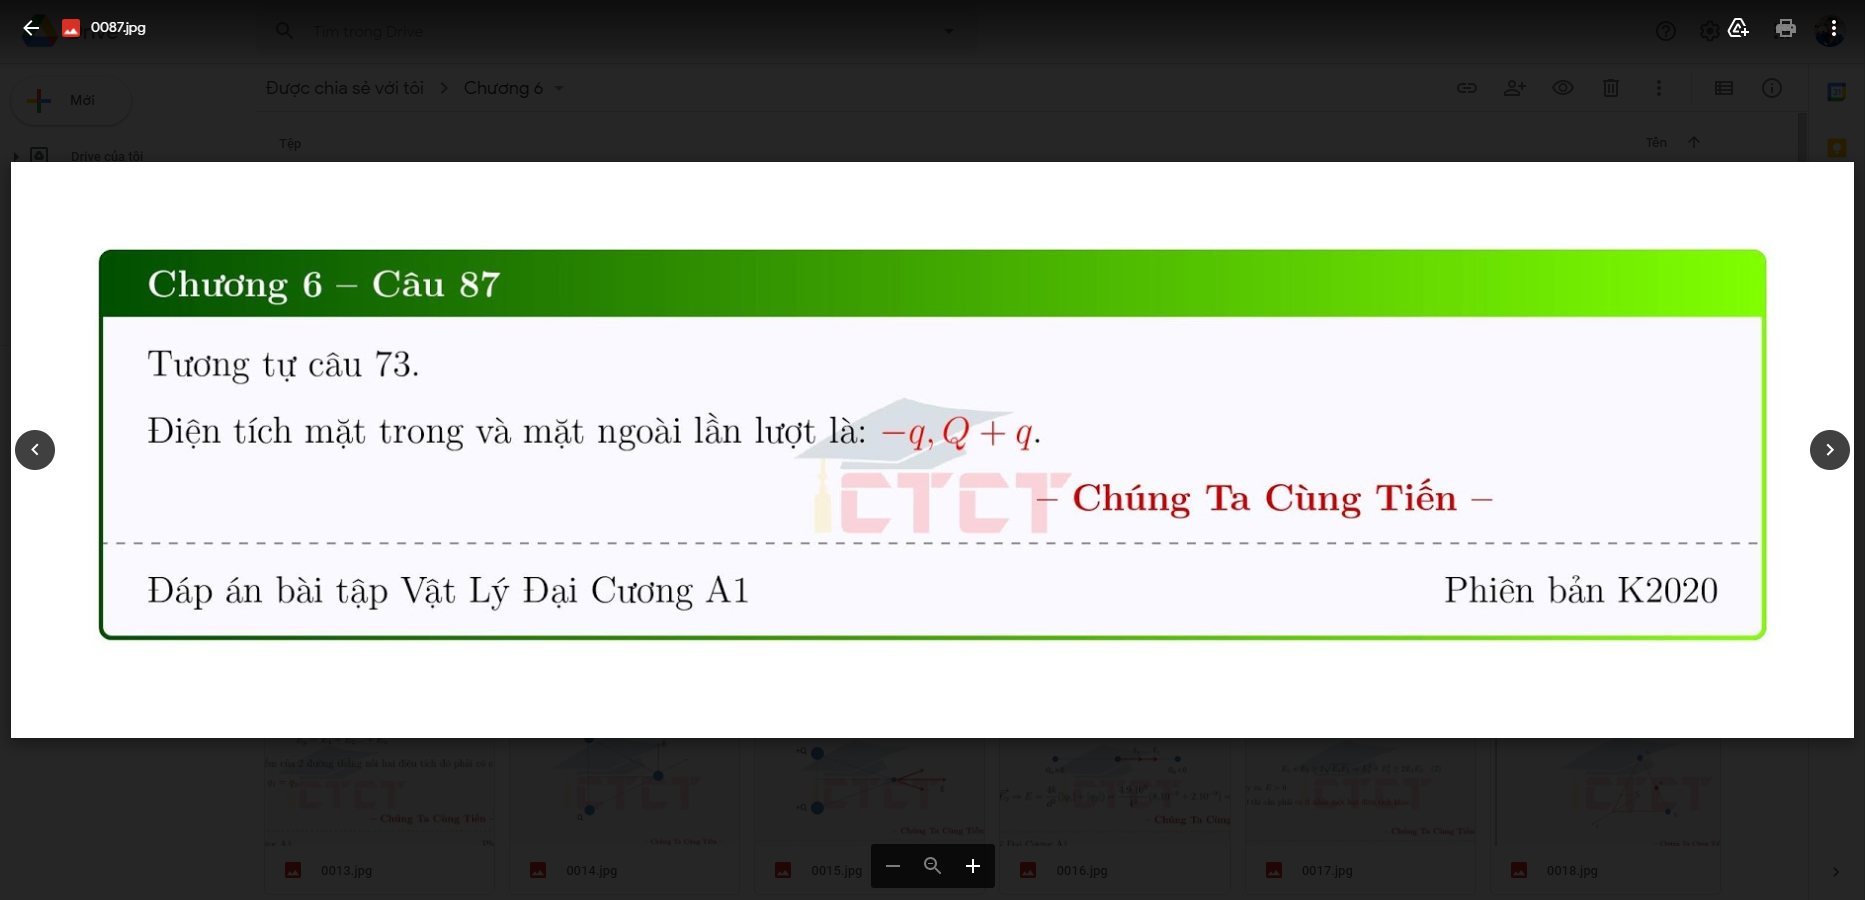 0087.jpg
Tìm trong Drive
Mới
Được chia sẻ với tôi
Chương 6
Tệp
Tên
Drive của tôi
Chương 6 – Câu 87
Tương tự câu 73.
Điện tích mặt trong và mặt ngoài lần lượt là: −q, Q + q.
CTCT
– Chúng Ta Cùng Tiến –
Đáp án bài tập Vật Lý Đại Cương A1
Phiên bản K2020
0013.jpg
0014.jpg
0015.jpg
0016.jpg
0017.jpg
0018.jpg